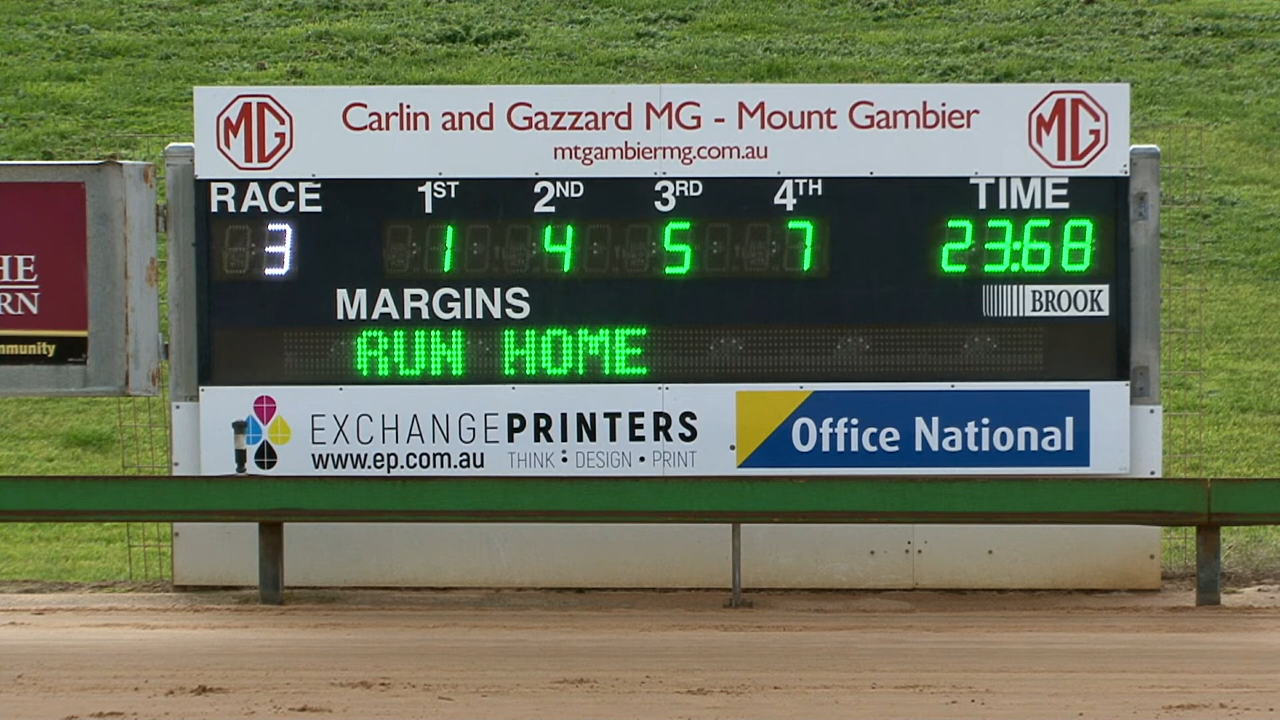 MG Carlin and Gazzard MG - Mount Gambier MG
mtgambiermg.com.au
RACE 1ST 2ND 3RD 4TH TIME
3 1 4 5 7 23:68
MARGINS
BROOK
RUN HOME
HE
RN
mmunity
EXCHANGEPRINTERS
www.ep.com.au THINK • DESIGN • PRINT
Office National